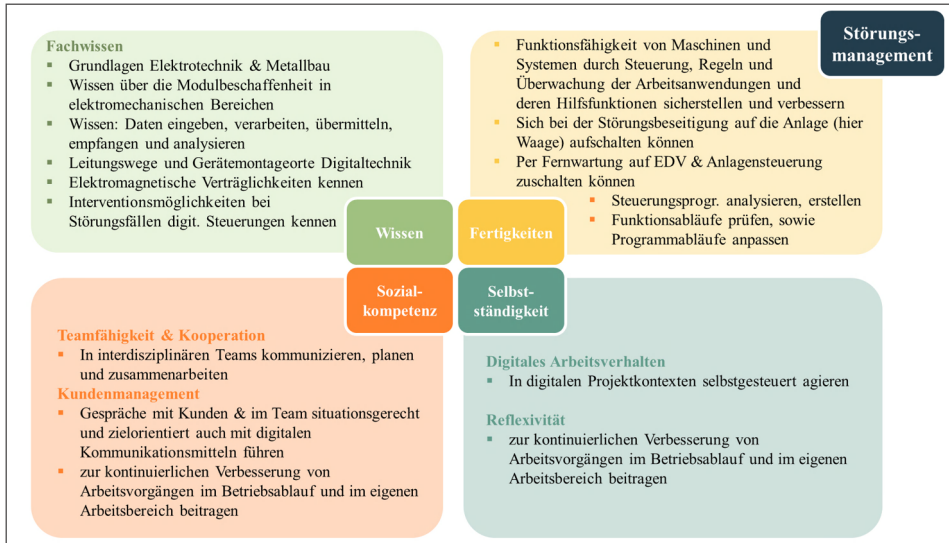 Störungs-
management
Fachwissen
Grundlagen Elektrotechnik & Metallbau
Wissen über die Modulbeschaffenheit in
elektromechanischen Bereichen
Wissen: Daten eingeben, verarbeiten, übermitteln,
empfangen und analysieren
Leitungswege und Gerätemontageorte Digitaltechnik
Elektromagnetische Verträglichkeiten kennen
Interventionsmöglichkeiten bei
Störungsfällen digit. Steuerungen kennen
Funktionsfähigkeit von Maschinen und
Systemen durch Steuerung, Regeln und
Überwachung der Arbeitsanwendungen und
deren Hilfsfunktionen sicherstellen und verbessern
Sich bei der Störungsbeseitigung auf die Anlage (hier
Waage) aufschalten können
Per Fernwartung auf EDV & Anlagensteuerung
zuschalten können
Steuerungsprogr. analysieren, erstellen
Funktionsabläufe prüfen, sowie
Programmabläufe anpassen
Wissen
Fertigkeiten
Sozial-
kompetenz
Selbst-
ständigkeit
Teamfähigkeit & Kooperation
In interdisziplinären Teams kommunizieren, planen
und zusammenarbeiten
Kundenmanagement
Gespräche mit Kunden & im Team situationsgerecht
und zielorientiert auch mit digitalen
Kommunikationsmitteln führen
zur kontinuierlichen Verbesserung von
Arbeitsvorgängen im Betriebsablauf und im eigenen
Arbeitsbereich beitragen
Digitales Arbeitsverhalten
In digitalen Projektkontexten selbstgesteuert agieren
Reflexivität
zur kontinuierlichen Verbesserung von
Arbeitsvorgängen im Betriebsablauf und im eigenen
Arbeitsbereich beitragen